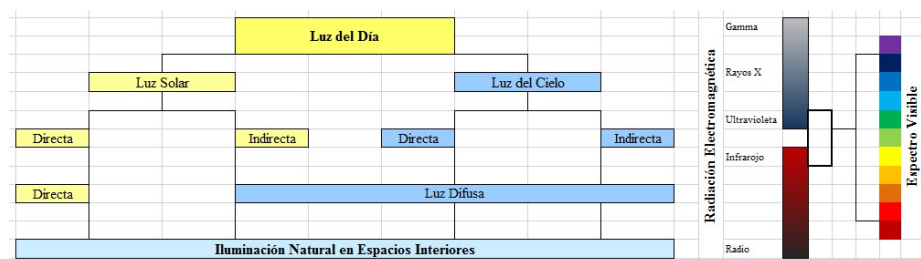 Luz del Día
Luz Solar
Luz del Cielo
Directa
Indirecta
Directa
Indirecta
Directa
Luz Difusa
Iluminación Natural en Espacios Interiores
Radiación Electromagnética
Gamma
Rayos X
Ultravioleta
Infrarojo
Radio
Espectro Visible